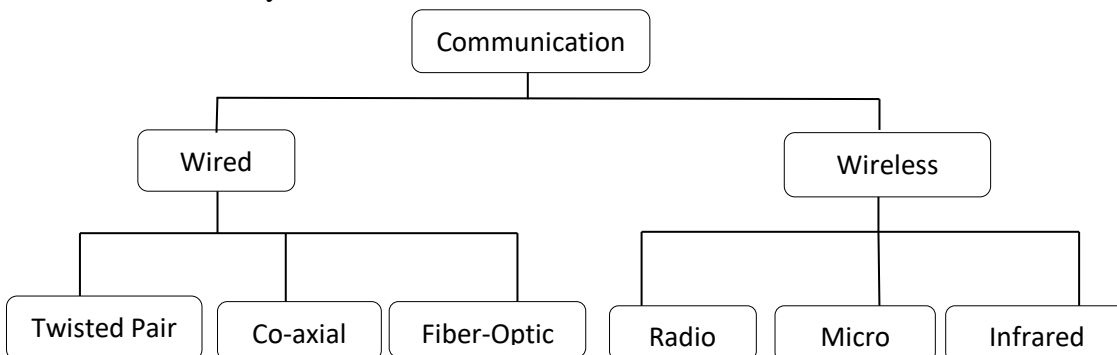 Communication
Wired
Wireless
Twisted Pair
Co-axial
Fiber-Optic
Radio
Micro
Infrared